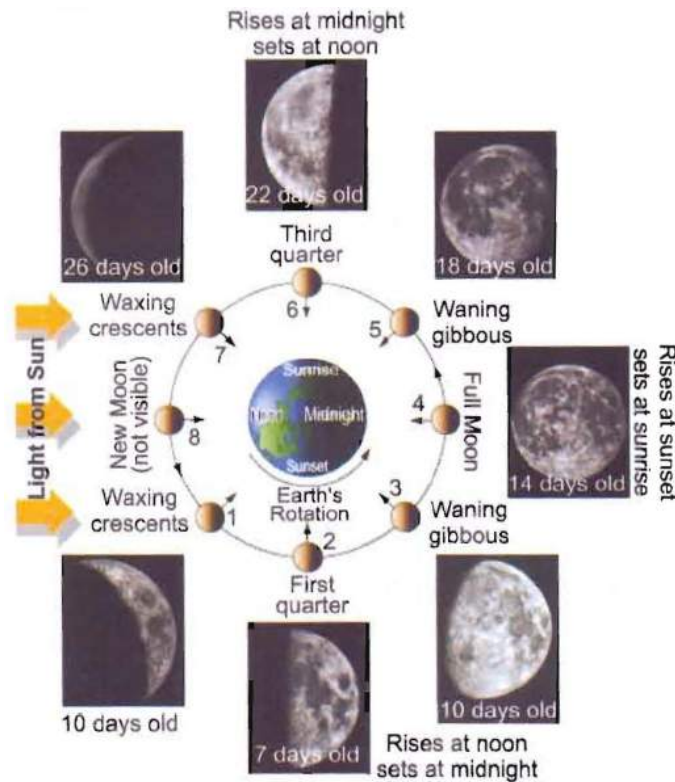 Rises at midnight
sets at noon
22 days old
26 days old
18 days old
Third
quarter
Waxing
crescents
Waning
gibbous
6
7
5
Light from Sun
New Moon
(not visible)
8
Sunrise
Noon Midnight
Sunset
4
Full Moon
14 days old
Rises at sunset
sets at sunrise
Waxing
crescents
1
Earth's
Rotation
3
Waning
gibbous
2
First
quarter
10 days old
7 days old
10 days old
Rises at noon
sets at midnight